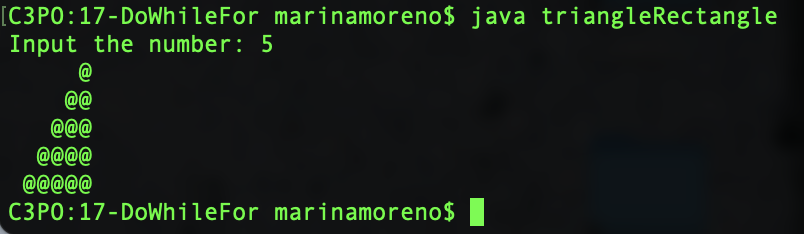 [C3PO:17-DoWhileFor marinamoreno$ java triangleRectangle
Input the number: 5
     @
    @@
   @@@
  @@@@
 @@@@@
C3PO:17-DoWhileFor marinamoreno$